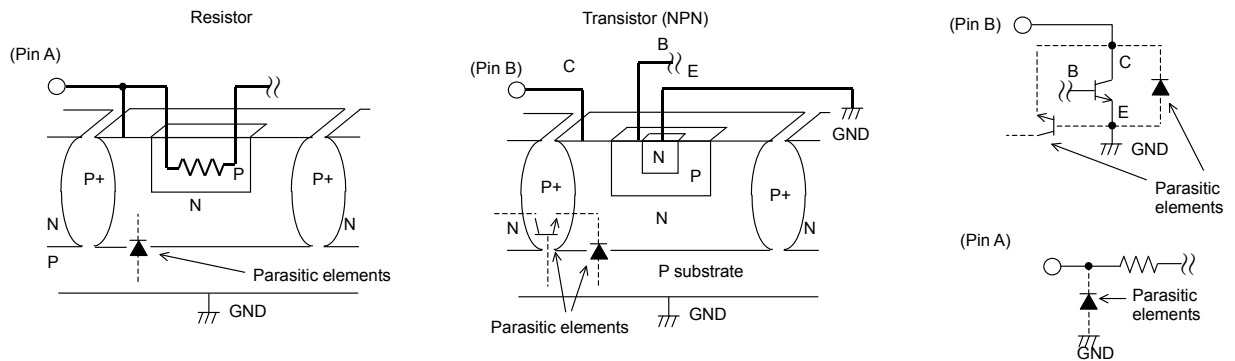 Resistor
(Pin A)
P+
P+
P
N
N
N
P
Parasitic elements
GND
Transistor (NPN)
(Pin B)
C
B
E
GND
N
P
P+
P+
N
N
N
P substrate
Parasitic elements
GND
(Pin B)
C
B
E
GND
Parasitic
elements
(Pin A)
Parasitic
elements
GND